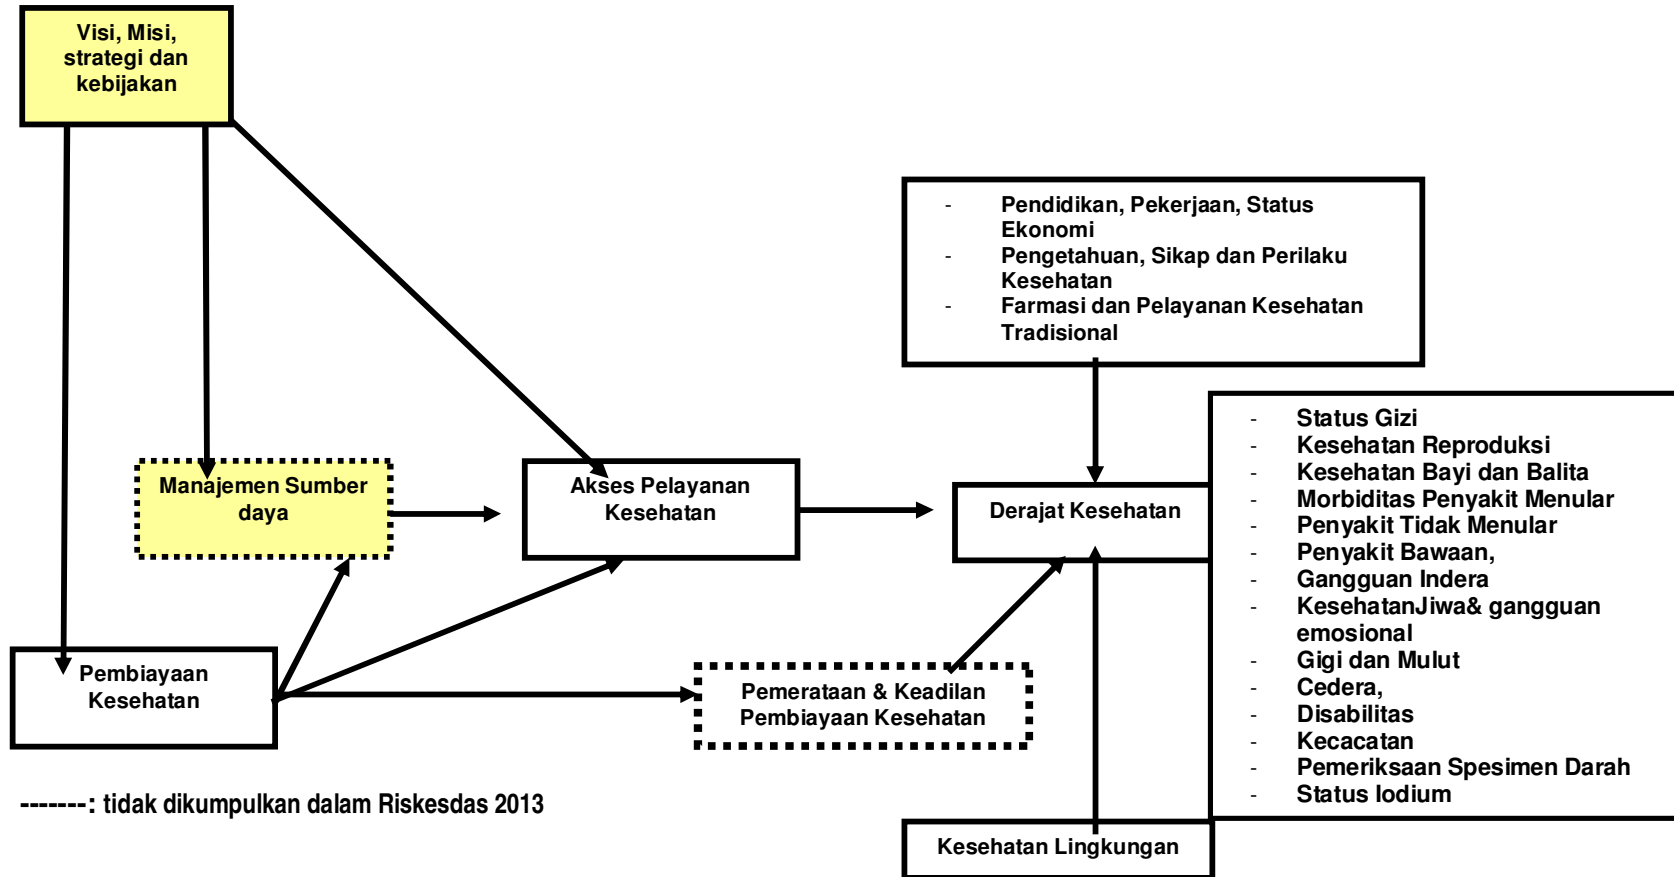 Visi, Misi,
strategi dan
kebijakan
- Pendidikan, Pekerjaan, Status
Ekonomi
- Pengetahuan, Sikap dan Perilaku
Kesehatan
- Farmasi dan Pelayanan Kesehatan
Tradisional
Manajemen Sumber
daya
Akses Pelayanan
Kesehatan
Derajat Kesehatan
- Status Gizi
- Kesehatan Reproduksi
- Kesehatan Bayi dan Balita
- Morbiditas Penyakit Menular
- Penyakit Tidak Menular
- Penyakit Bawaan,
- Gangguan Indera
- KesehatanJiwa& gangguan
emosional
- Gigi dan Mulut
- Cedera,
- Disabilitas
- Kecacatan
- Pemeriksaan Spesimen Darah
- Status Iodium
Pembiayaan
Kesehatan
Pemerataan & Keadilan
Pembiayaan Kesehatan
-------: tidak dikumpulkan dalam Riskesdas 2013
Kesehatan Lingkungan